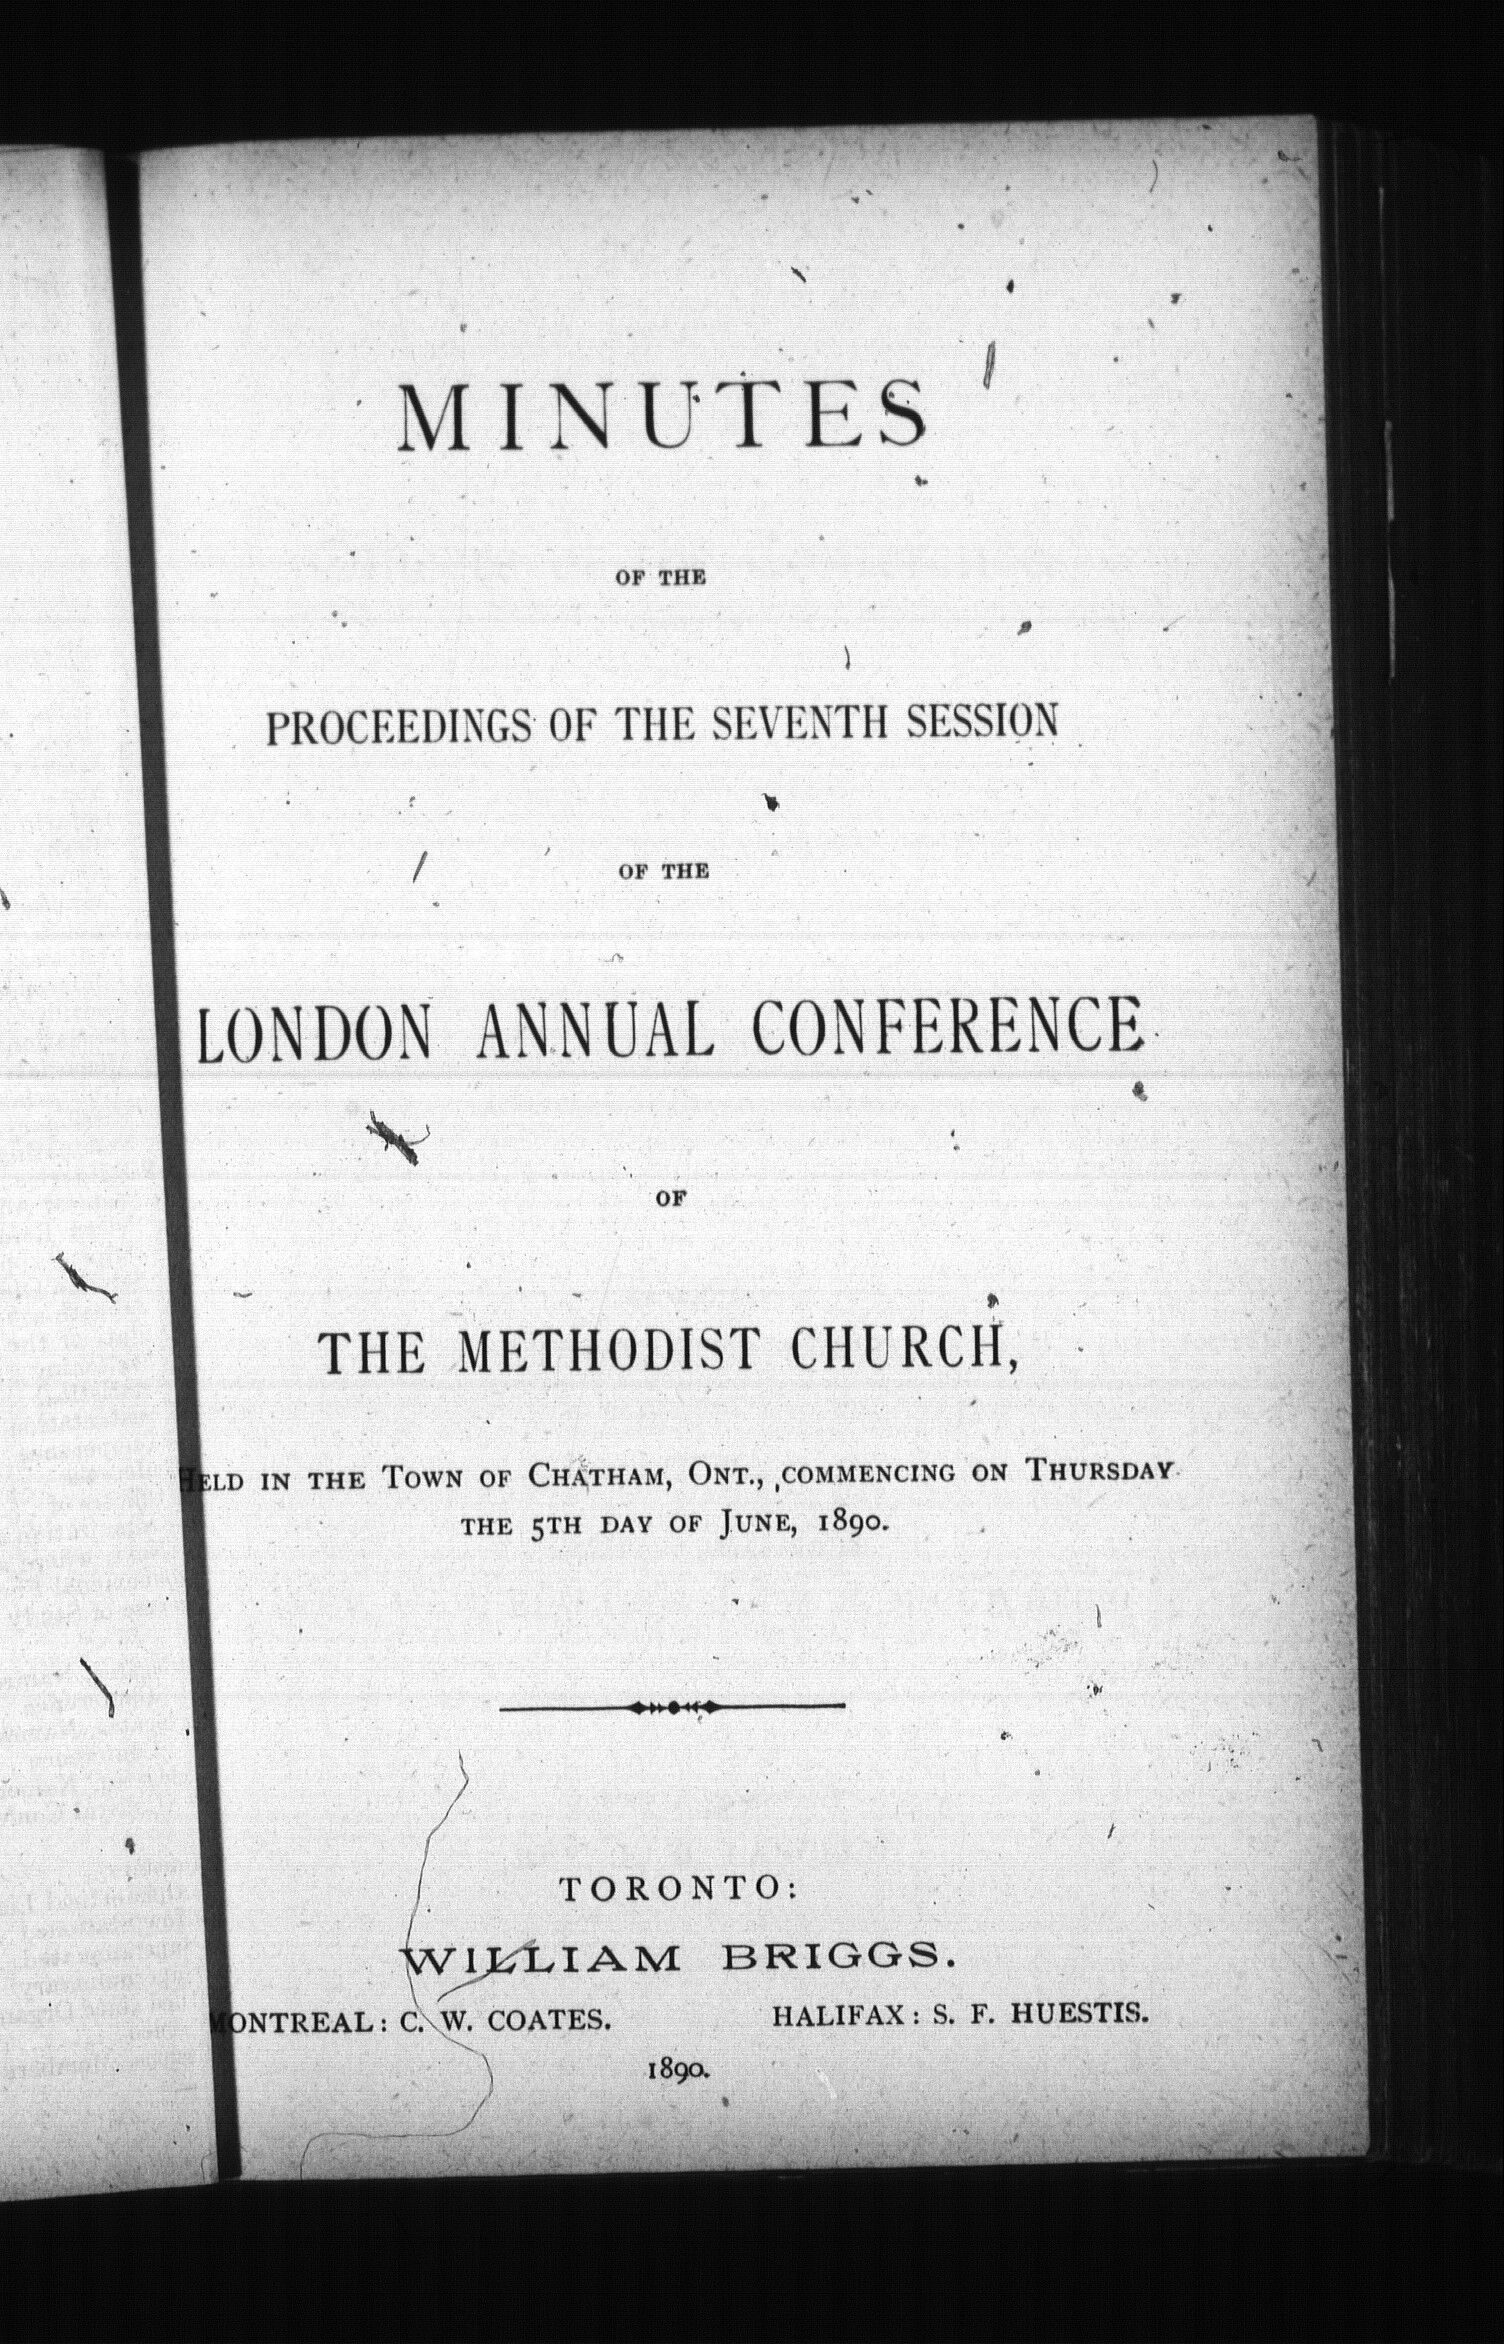 MINUTES
OF THE
PROCEEDINGS OF THE SEVENTH SESSION
OF THE
LONDON ANNUAL CONFERENCE
OF
THE METHODIST CHURCH,
HELD IN THE TOWN OF CHATHAM, ONT., COMMENCING ON THURSDAY
THE 5TH DAY OF JUNE, 1890.
TORONTO:
WILLIAM BRIGGS.
MONTREAL: C. W. COATES. HALIFAX: S. F. HUESTIS.
1890.